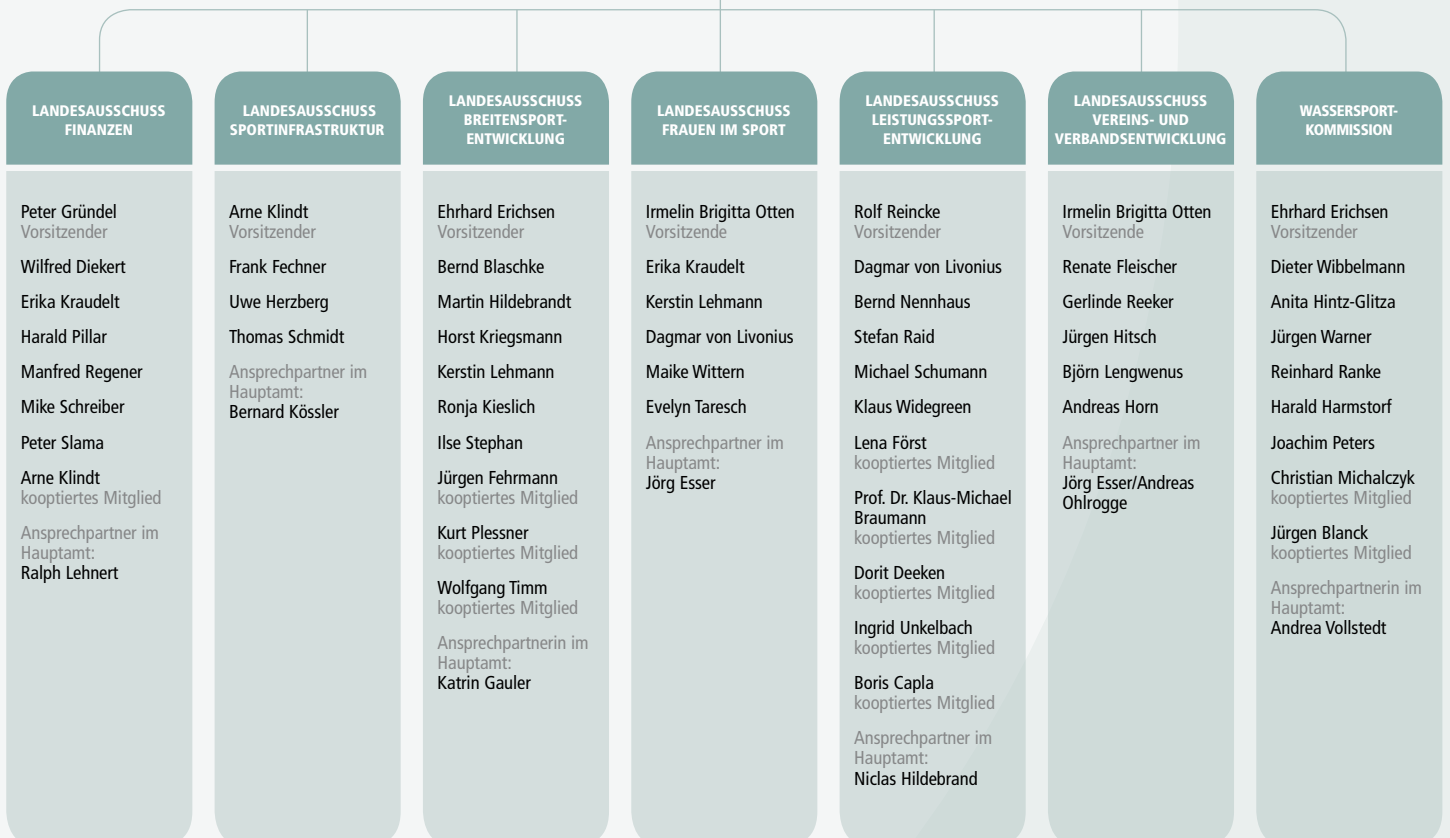 LANDESAUSSCHUSS
FINANZEN
Peter Gründel
Vorsitzender
Wilfred Diekert
Erika Kraudelt
Harald Pillar
Manfred Regener
Mike Schreiber
Peter Slama
Arne Klindt
kooptiertes Mitglied
Ansprechpartner im
Hauptamt:
Ralph Lehnert
LANDESAUSSCHUSS
SPORTINFRASTRUKTUR
Arne Klindt
Vorsitzender
Frank Fechner
Uwe Herzberg
Thomas Schmidt
Ansprechpartner im
Hauptamt:
Bernard Kössler
LANDESAUSSCHUSS
BREITENSPORT-
ENTWICKLUNG
Ehrhard Erichsen
Vorsitzender
Bernd Blaschke
Martin Hildebrandt
Horst Kriegsmann
Kerstin Lehmann
Ronja Kieslich
Ilse Stephan
Jürgen Fehrmann
kooptiertes Mitglied
Kurt Plessner
kooptiertes Mitglied
Wolfgang Timm
kooptiertes Mitglied
Ansprechpartnerin im
Hauptamt:
Katrin Gauler
LANDESAUSSCHUSS
FRAUEN IM SPORT
Irmelin Brigitta Otten
Vorsitzende
Erika Kraudelt
Kerstin Lehmann
Dagmar von Livonius
Maike Wittern
Evelyn Taresch
Ansprechpartner im
Hauptamt:
Jörg Esser
LANDESAUSSCHUSS
LEISTUNGSSPORT-
ENTWICKLUNG
Rolf Reincke
Vorsitzender
Dagmar von Livonius
Bernd Nennhaus
Stefan Raid
Michael Schumann
Klaus Widegreen
Lena Först
kooptiertes Mitglied
Prof. Dr. Klaus-Michael
Braumann
kooptiertes Mitglied
Dorit Deeken
kooptiertes Mitglied
Ingrid Unkelbach
kooptiertes Mitglied
Boris Capla
kooptiertes Mitglied
Ansprechpartner im
Hauptamt:
Niclas Hildebrand
LANDESAUSSCHUSS
VEREINS- UND
VERBANDSENTWICKLUNG
Irmelin Brigitta Otten
Vorsitzende
Renate Fleischer
Gerlinde Reeker
Jürgen Hitsch
Björn Lengwenus
Andreas Horn
Ansprechpartner im
Hauptamt:
Jörg Esser/Andreas
Ohlrogge
WASSERSPORT-
KOMMISSION
Ehrhard Erichsen
Vorsitzender
Dieter Wibbelmann
Anita Hintz-Glitza
Jürgen Warner
Reinhard Ranke
Harald Harmstorf
Joachim Peters
Christian Michalczyk
kooptiertes Mitglied
Jürgen Blanck
kooptiertes Mitglied
Ansprechpartnerin im
Hauptamt:
Andrea Vollstedt